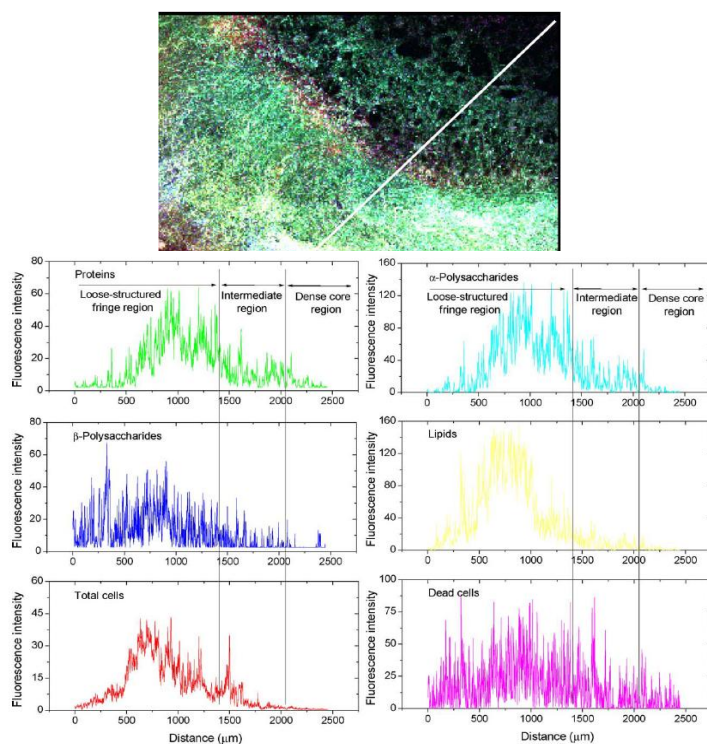 Proteins
Loose-structured fringe region
Intermediate region
Dense core region
Fluorescence intensity
80
60
40
20
0
0 500 1000 1500 2000 2500
α-Polysaccharides
Loose-structured fringe region
Intermediate region
Dense core region
Fluorescence intensity
160
120
80
40
0
0 500 1000 1500 2000 2500
β-Polysaccharides
Fluorescence intensity
80
60
40
20
0
0 500 1000 1500 2000 2500
Lipids
Fluorescence intensity
160
120
80
40
0
0 500 1000 1500 2000 2500
Total cells
Fluorescence intensity
60
45
30
15
0
0 500 1000 1500 2000 2500
Distance (μm)
Dead cells
Fluorescence intensity
100
75
50
25
0
0 500 1000 1500 2000 2500
Distance (μm)